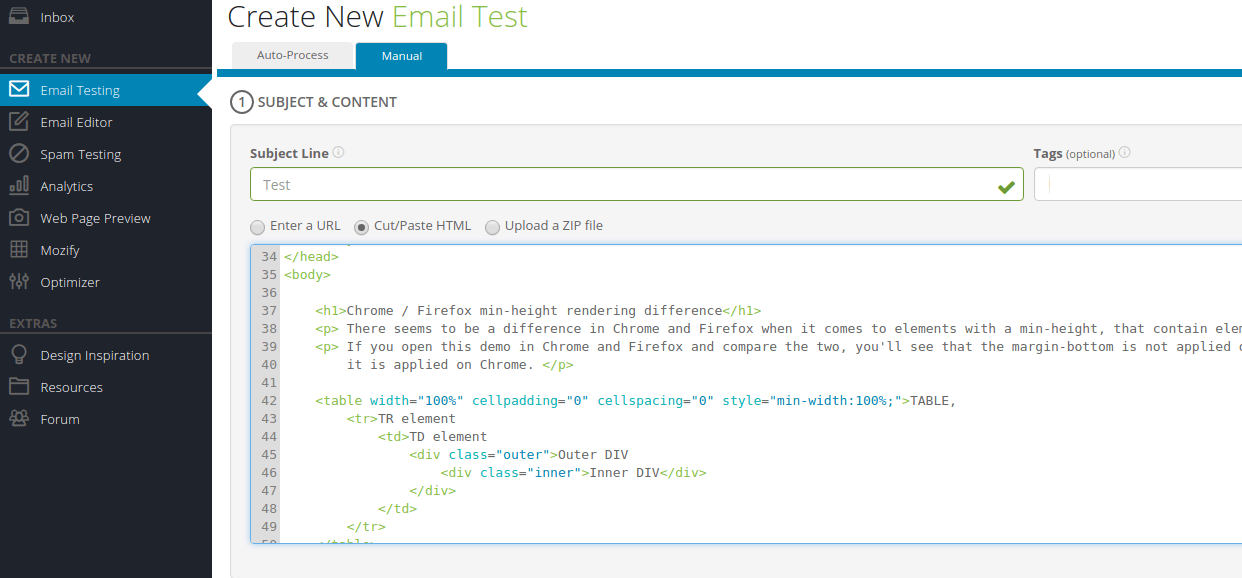 Inbox
CREATE NEW
Email Testing
Email Editor
Spam Testing
Analytics
Web Page Preview
Mozify
Optimizer
EXTRAS
Design Inspiration
Resources
Forum
Create New Email Test
Auto-Process Manual
1 SUBJECT & CONTENT
Subject Line Tags (optional)
Test
Enter a URL Cut/Paste HTML Upload a ZIP file
34 </head>
35 <body>
36
37 <h1>Chrome / Firefox min-height rendering difference</h1>
38 <p> There seems to be a difference in Chrome and Firefox when it comes to elements with a min-height, that contain
39 <p> If you open this demo in Chrome and Firefox and compare the two, you'll see that the margin-bottom is not applied
40 it is applied on Chrome. </p>
41
42 <table width="100%" cellpadding="0" cellspacing="0" style="min-width:100%;">TABLE,
43 <tr>TR element
44 <td>TD element
45 <div class="outer">Outer DIV
46 <div class="inner">Inner DIV</div>
47 </div>
48 </td>
49 </tr>